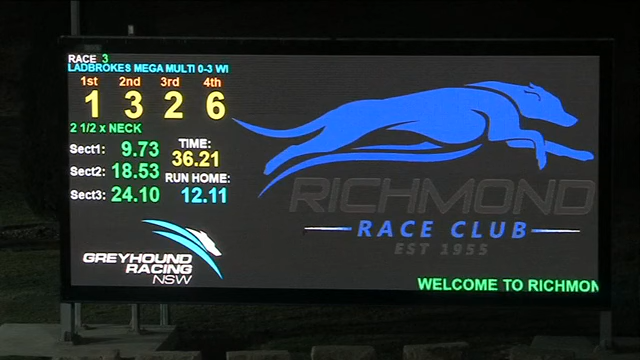 RACE 3
LADBROKES MEGA MULTI 0-3 WI
1st 2nd 3rd 4th
1 3 2 6
2 1/2 x NECK
Sect1: 9.73
Sect2: 18.53
Sect3: 24.10
TIME:
36.21
RUN HOME:
12.11
GREYHOUND
RACING
NSW
RICHMOND
RACE CLUB
EST 1955
WELCOME TO RICHMON